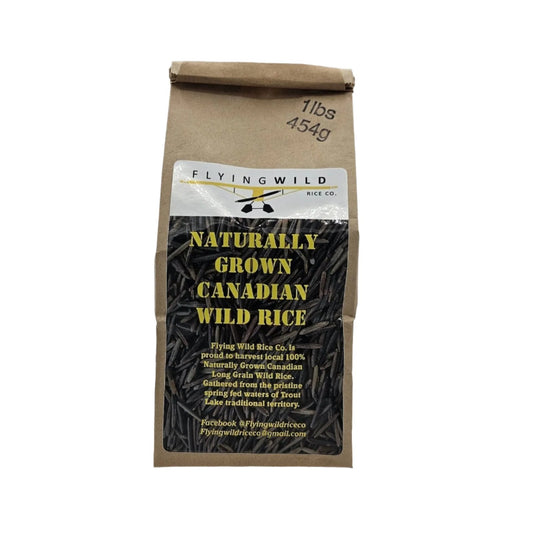 1lbs
454g
FLYINGWILD
RICE CO.
NATURALLY
GROWN
CANADIAN
WILD RICE
Flying Wild Rice Co. is
proud to harvest local 100%
Naturally Grown Canadian
Long Grain Wild Rice.
Gathered from the pristine
spring fed waters of Trout
Lake traditional territory.
Facebook @Flyingwildriceco
Flyingwildriceco@gmail.com